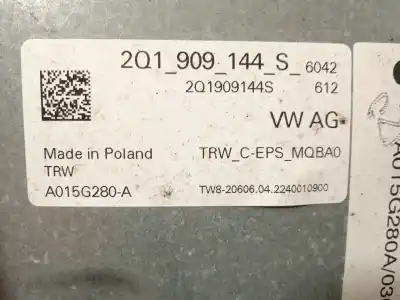 2Q1_909_144_S_ 6042
2Q1909144S 612
VW AG
Made in Poland TRW_C-EPS_MQBA0
TRW
A015G280-A TW8-20606.04.2240010900
A015G280A/03